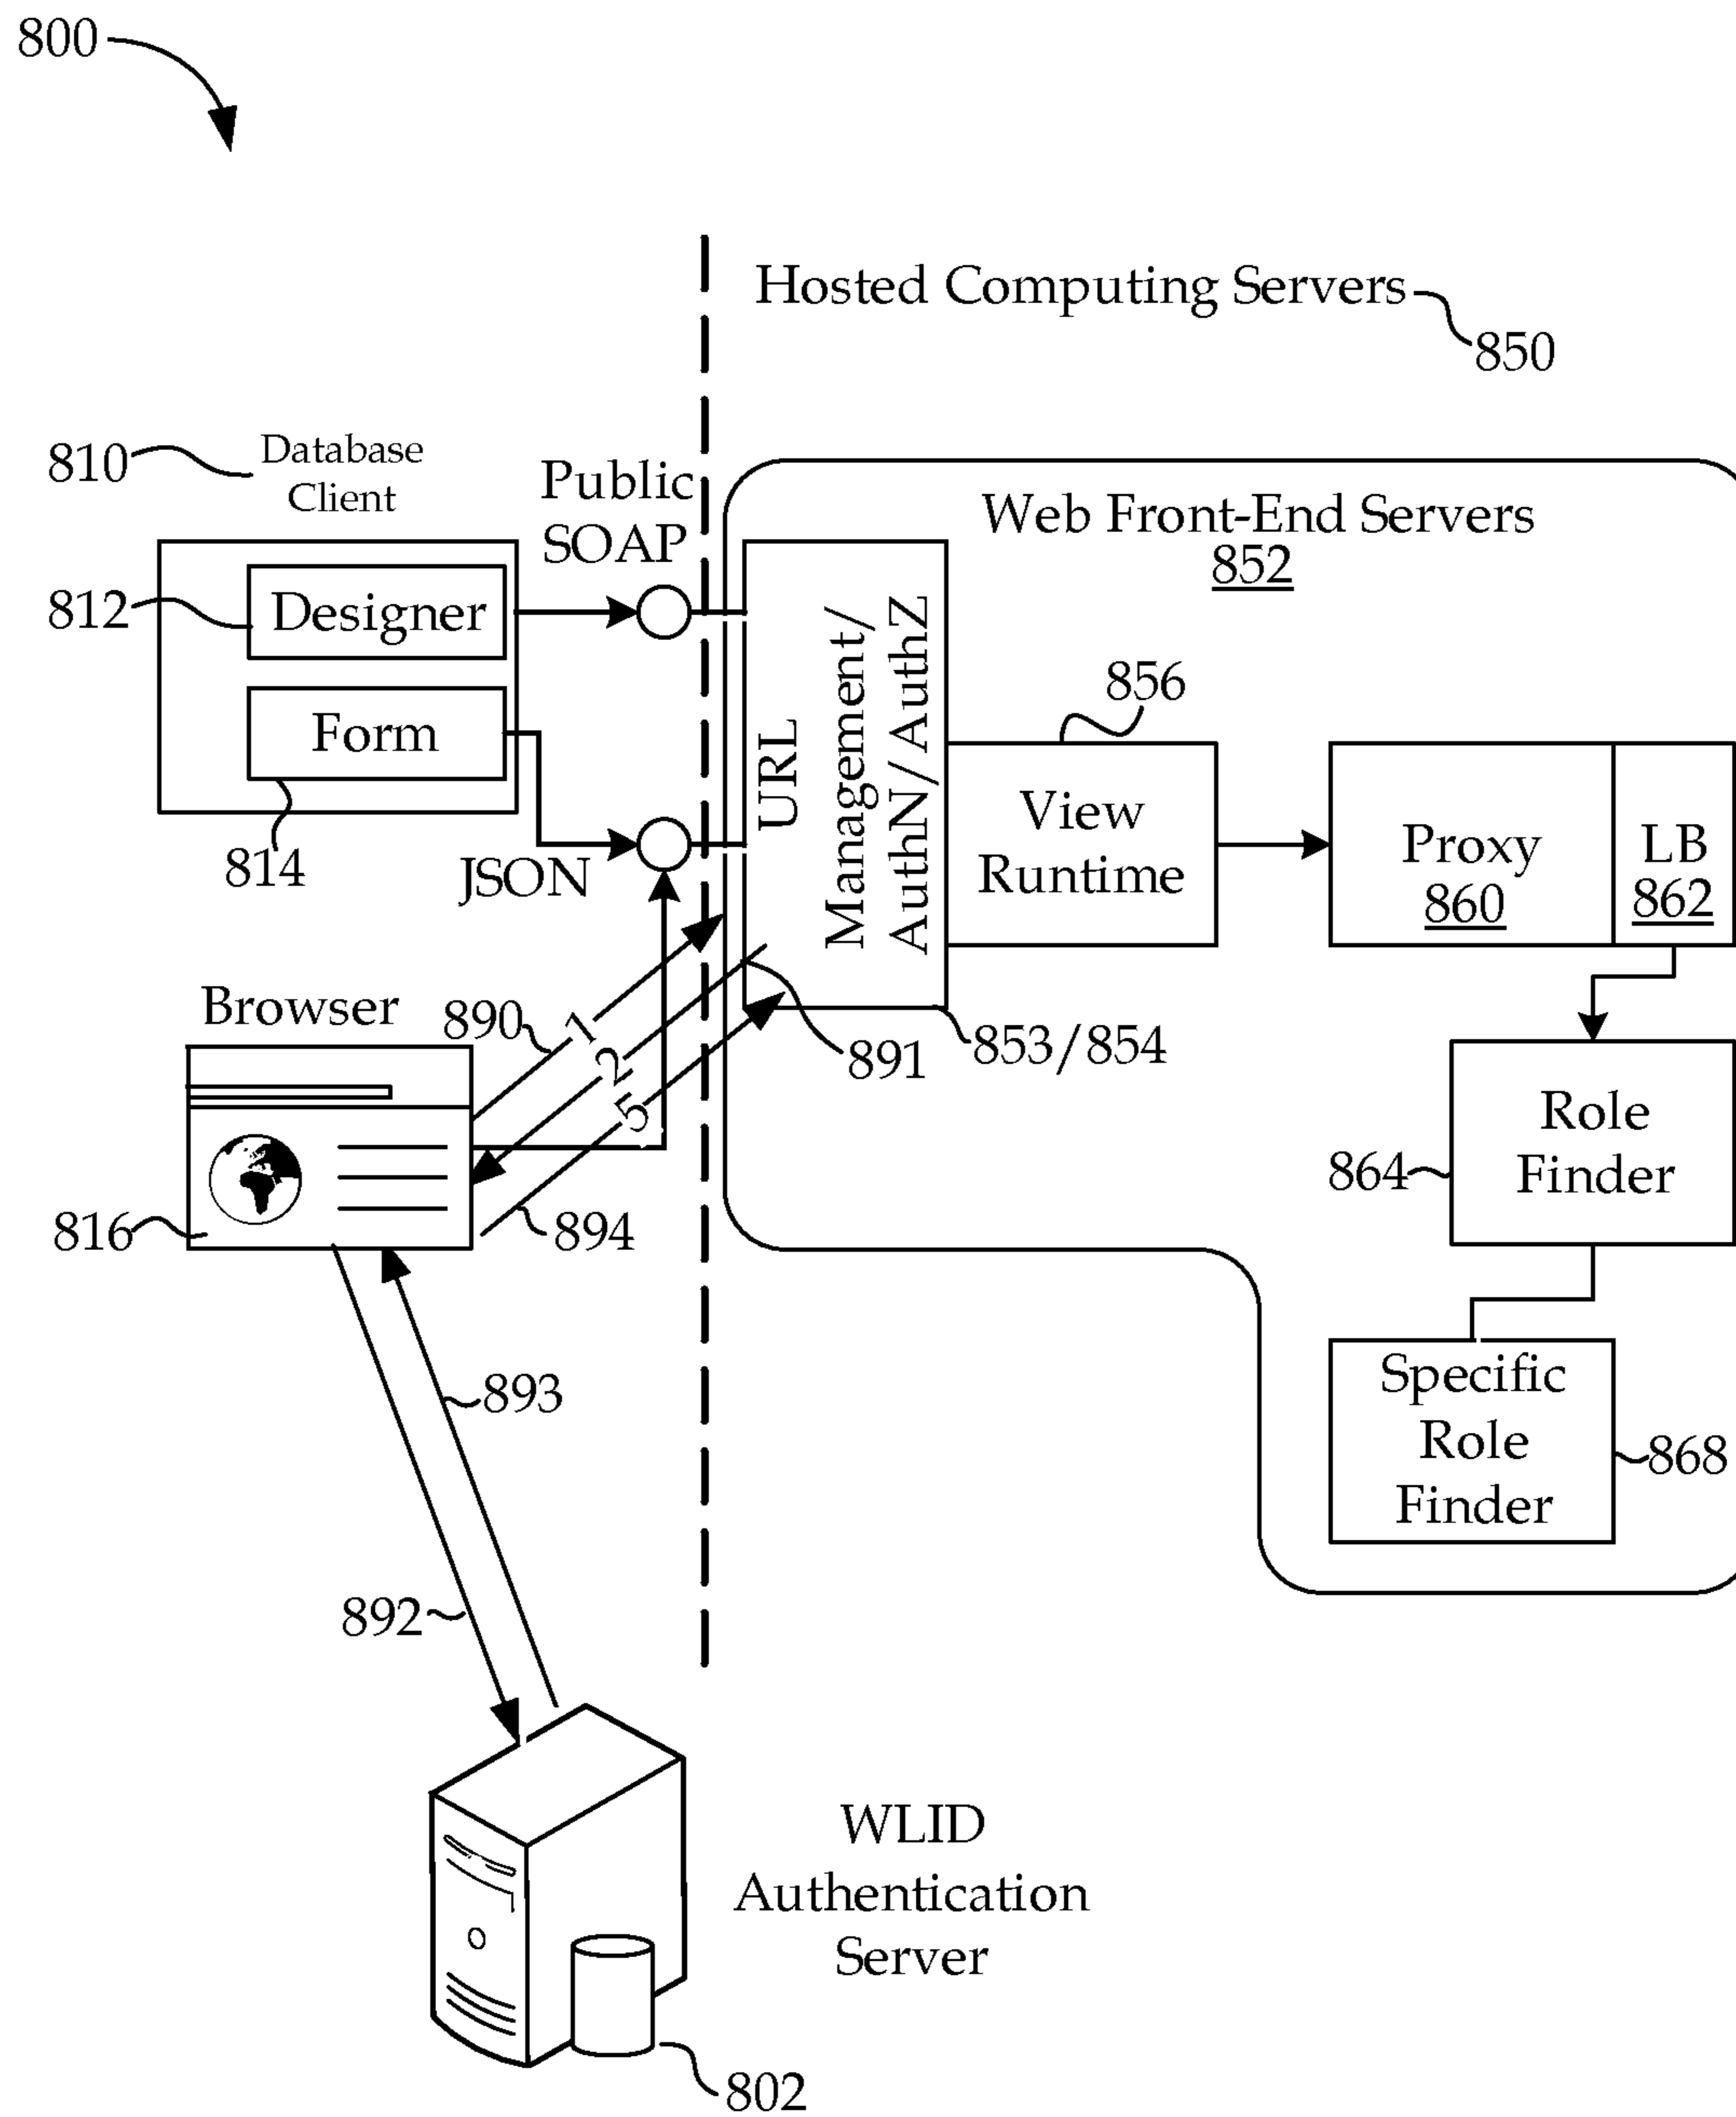 800
Hosted Computing Servers
850
810
Database
Client
Public
SOAP
Web Front-End Servers
852
812
Designer
Form
814
JSON
URL
Management/
AuthN/AuthZ
856
View
Runtime
Proxy
860
LB
862
Browser
890
1
2
5
891
853/854
816
894
Role
Finder
864
Specific
Role
Finder
868
893
892
WLID
Authentication
Server
802